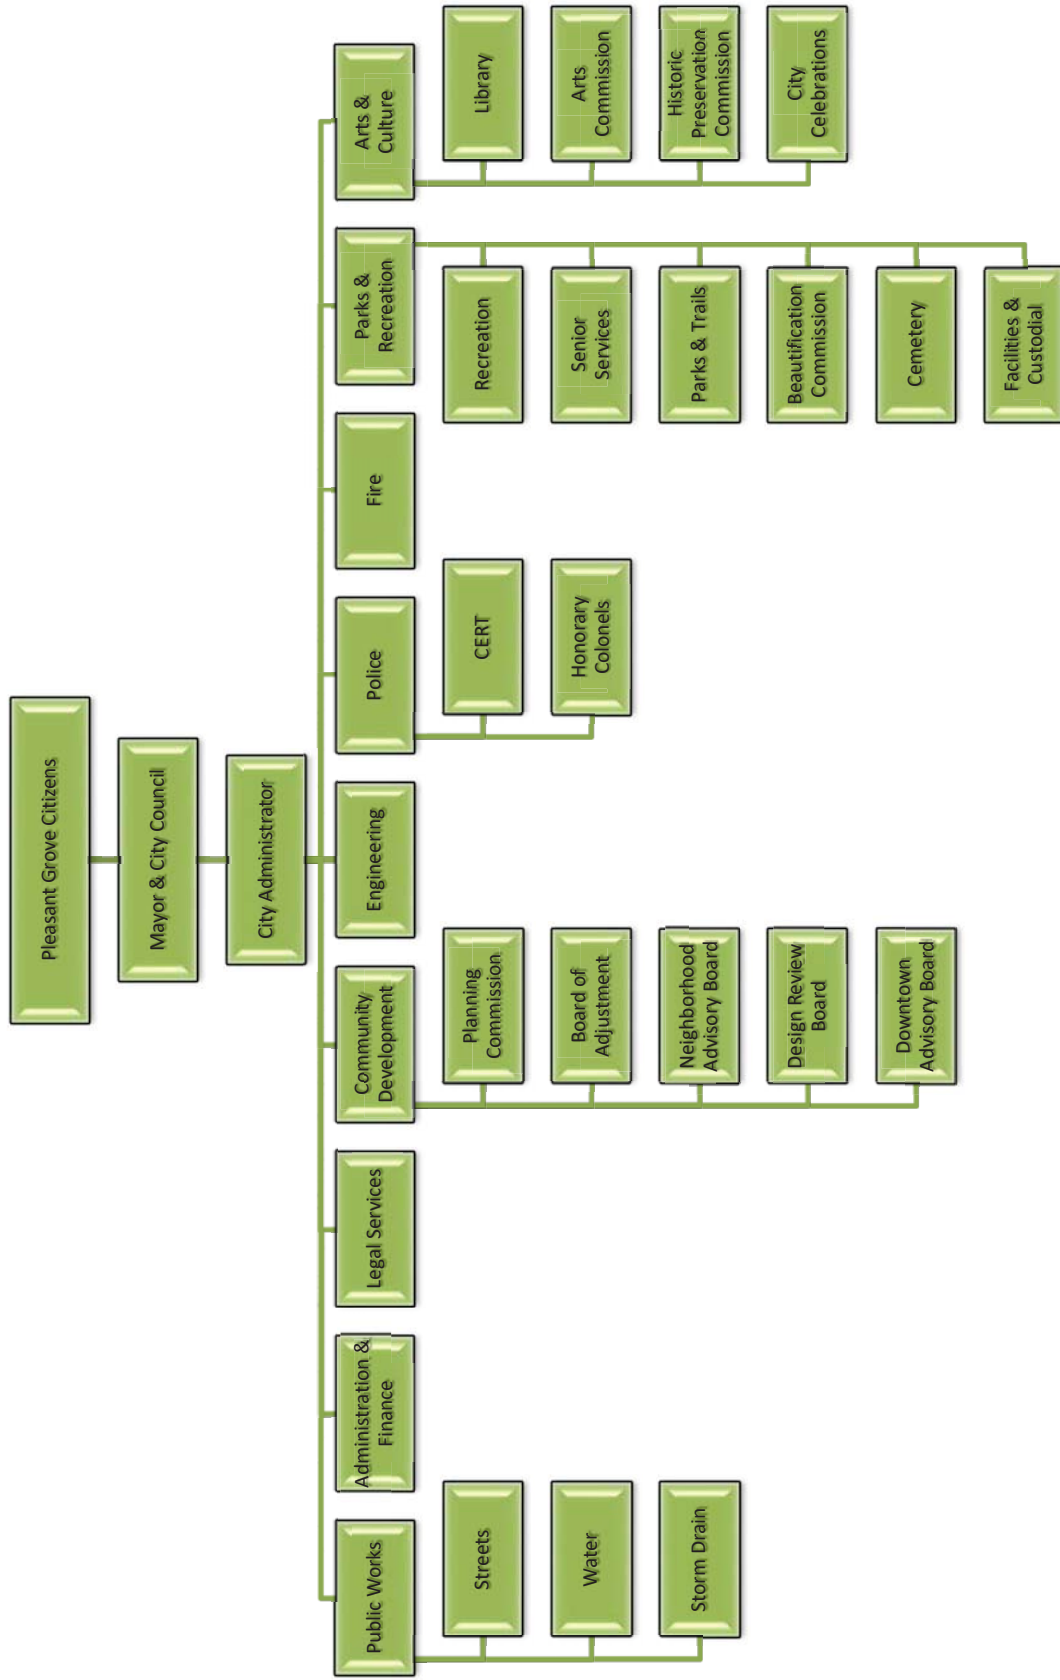 Pleasant Grove Citizens
Mayor & City Council
City Administrator
Public Works
Streets
Water
Storm Drain
Administration &
Finance
Legal Services
Community
Development
Planning
Commission
Board of
Adjustment
Neighborhood
Advisory Board
Design Review
Board
Downtown
Advisory Board
Engineering
Police
CERT
Honorary
Colonels
Fire
Parks &
Recreation
Recreation
Senior
Services
Parks & Trails
Beautification
Commission
Cemetery
Facilities &
Custodial
Arts &
Culture
Library
Arts
Commission
Historic
Preservation
Commission
City
Celebrations